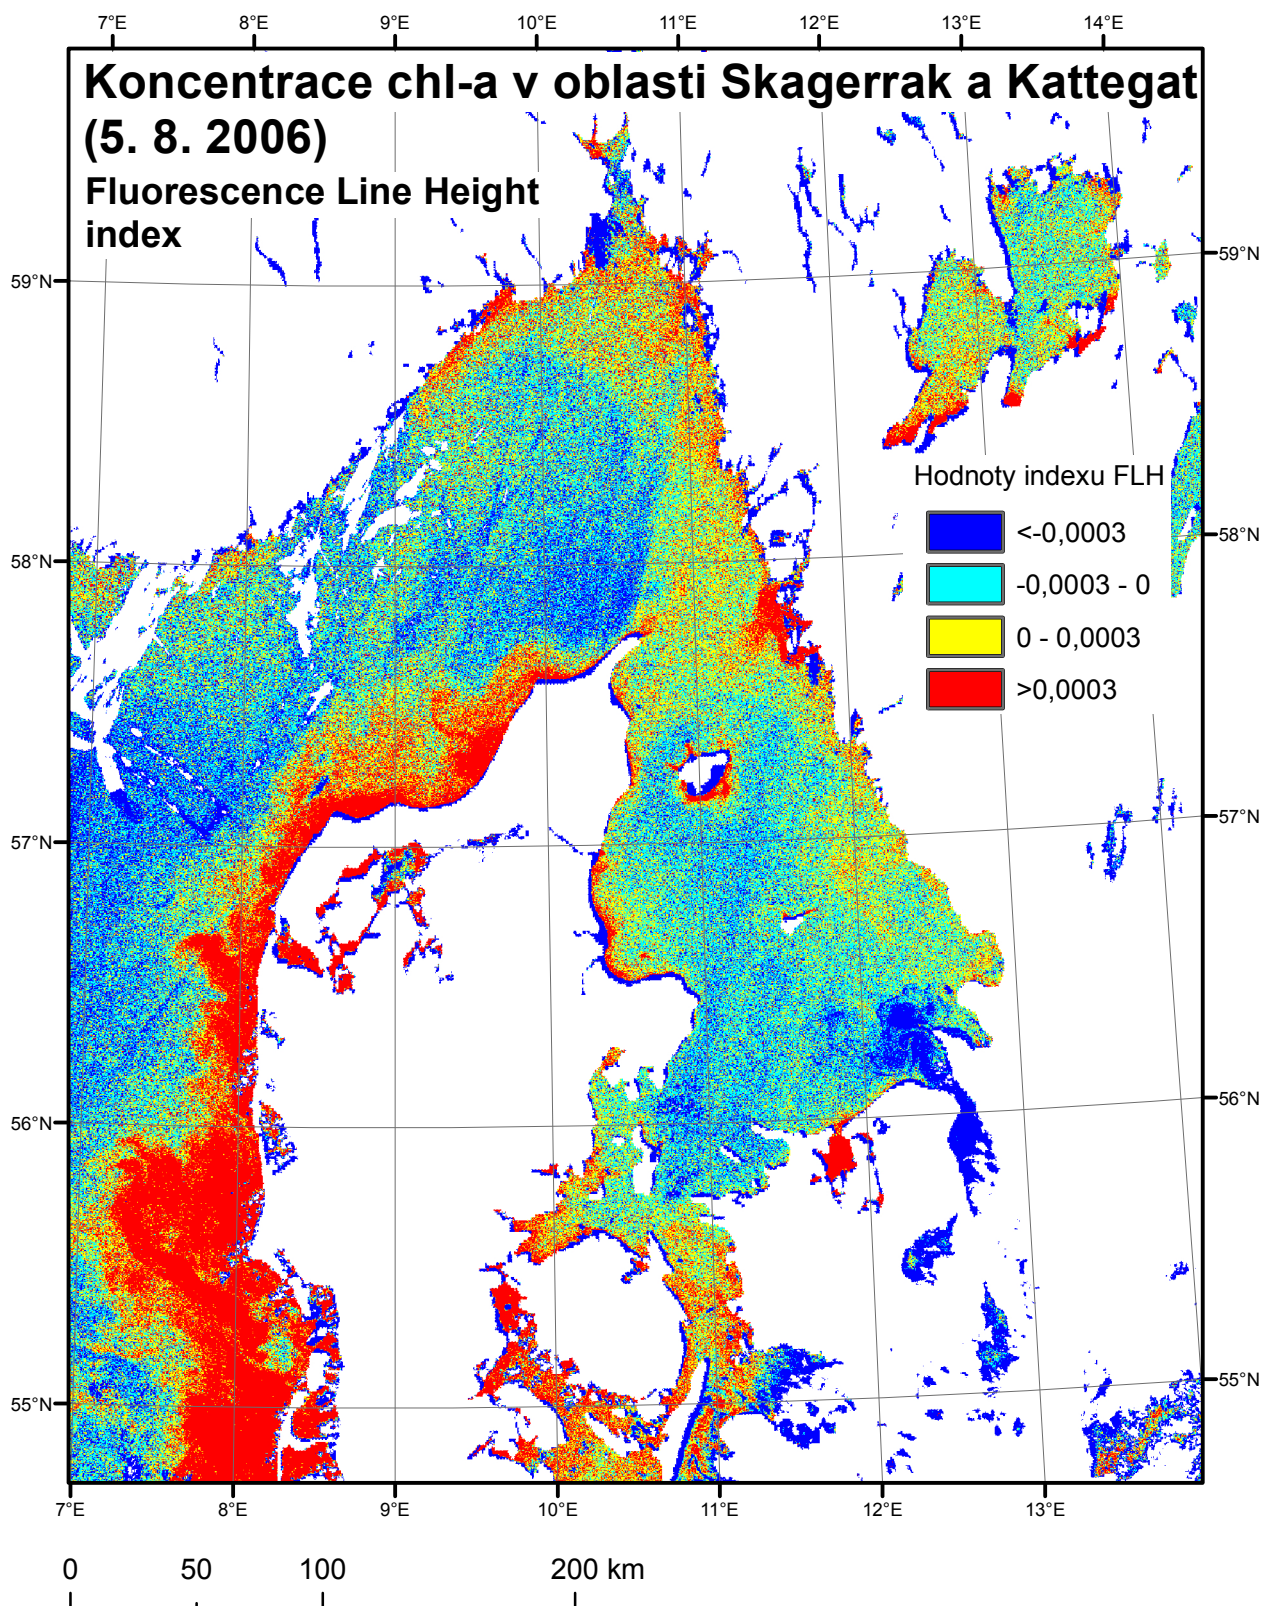 7°E 8°E 9°E 10°E 11°E 12°E 13°E 14°E
Koncentrace chl-a v oblasti Skagerrak a Kattegat
(5. 8. 2006)
Fluorescence Line Height
index
59°N 59°N
Hodnoty indexu FLH
<-0,0003
58°N 58°N
-0,0003 - 0
0 - 0,0003
>0,0003
57°N 57°N
56°N 56°N
55°N 55°N
7°E 8°E 9°E 10°E 11°E 12°E 13°E
0 50 100 200 km